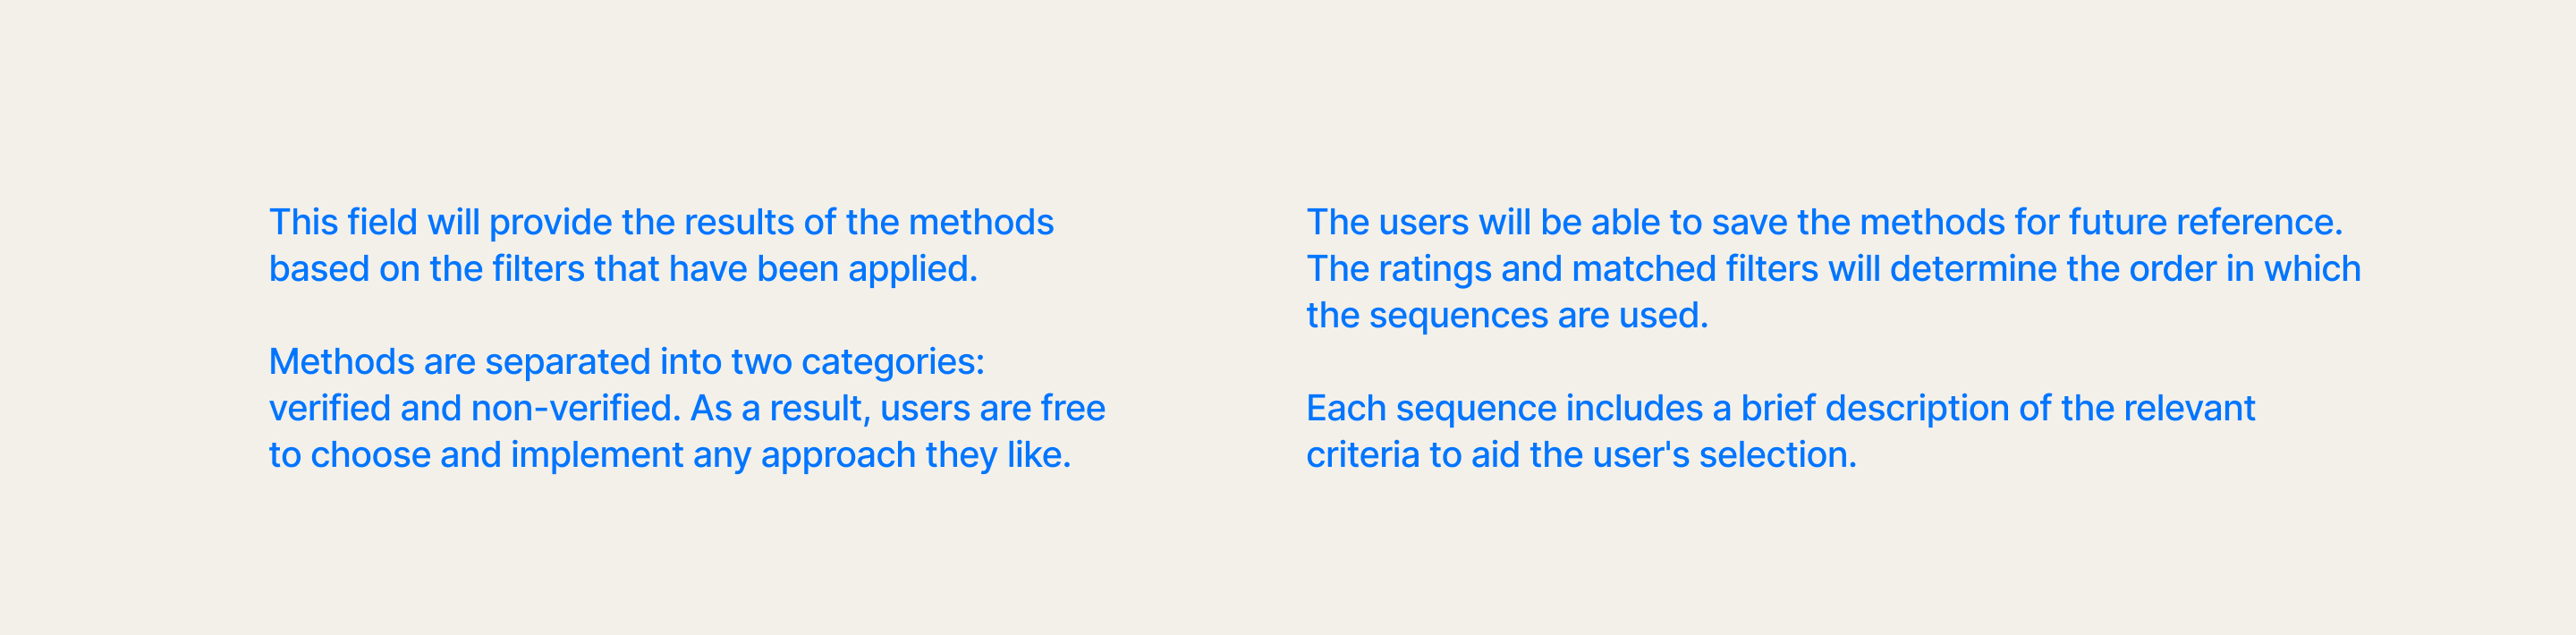 This field will provide the results of the methods
based on the filters that have been applied.
Methods are separated into two categories:
verified and non-verified. As a result, users are free
to choose and implement any approach they like.
The users will be able to save the methods for future reference.
The ratings and matched filters will determine the order in which
the sequences are used.
Each sequence includes a brief description of the relevant
criteria to aid the user's selection.